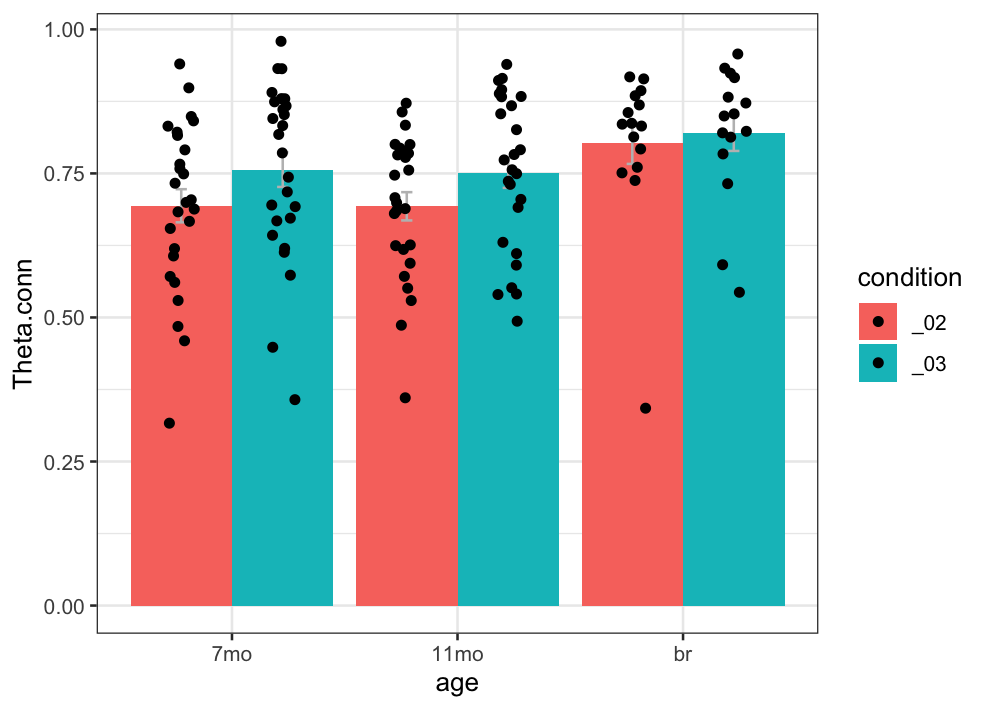 1.00
0.75
0.50
0.25
0.00
Theta.conn
7mo
11mo
br
age
condition
_02
_03